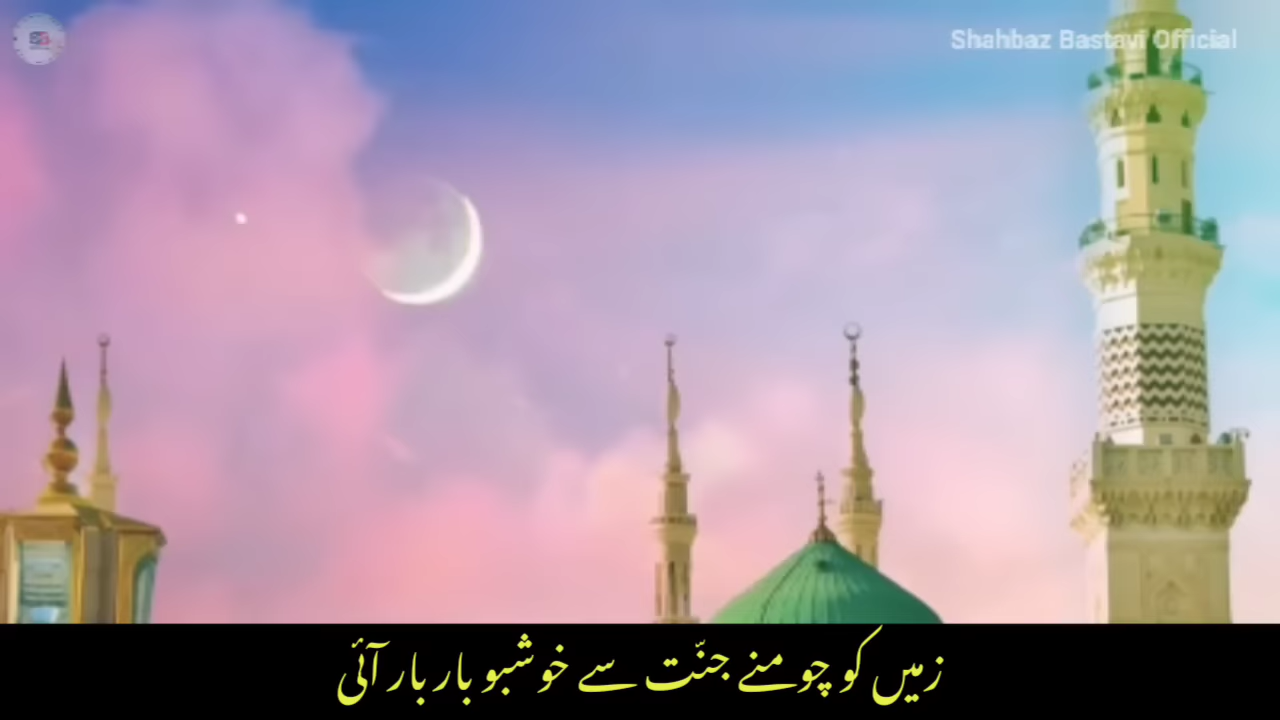 Shahbaz Bastavi Official
زمیں کو چومنے جنّت سے خوشبو بار بار آئی